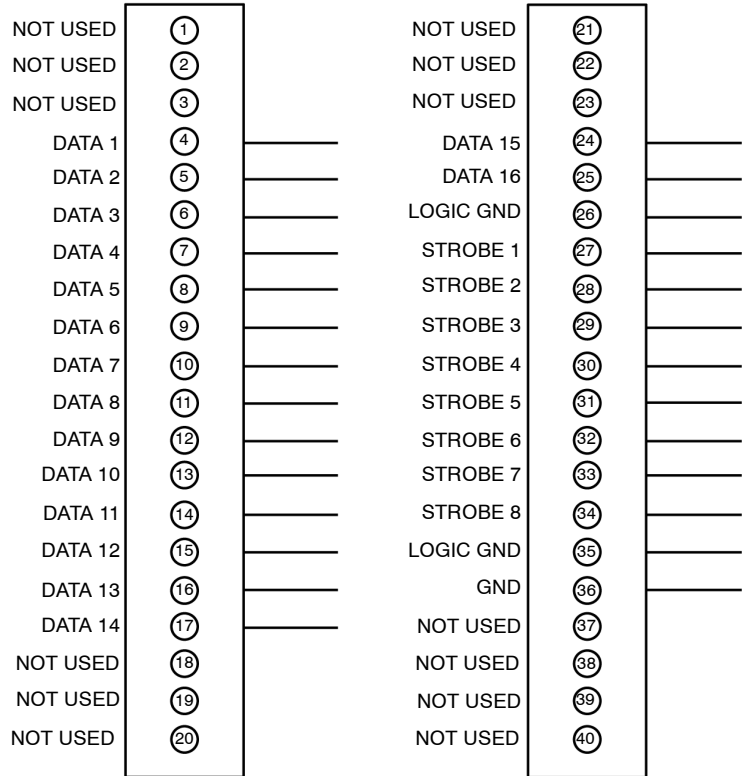 NOT USED 1
NOT USED 2
NOT USED 3
DATA 1 4
DATA 2 5
DATA 3 6
DATA 4 7
DATA 5 8
DATA 6 9
DATA 7 10
DATA 8 11
DATA 9 12
DATA 10 13
DATA 11 14
DATA 12 15
DATA 13 16
DATA 14 17
NOT USED 18
NOT USED 19
NOT USED 20
NOT USED 21
NOT USED 22
NOT USED 23
DATA 15 24
DATA 16 25
LOGIC GND 26
STROBE 1 27
STROBE 2 28
STROBE 3 29
STROBE 4 30
STROBE 5 31
STROBE 6 32
STROBE 7 33
STROBE 8 34
LOGIC GND 35
GND 36
NOT USED 37
NOT USED 38
NOT USED 39
NOT USED 40